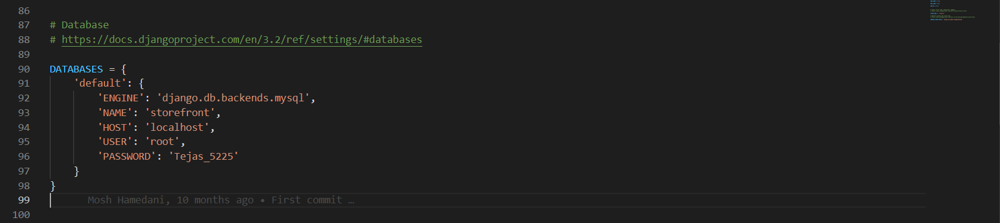 86
87 # Database
88 # https://docs.djangoproject.com/en/3.2/ref/settings/#databases
89
90 DATABASES = {
91 'default': {
92 'ENGINE': 'django.db.backends.mysql',
93 'NAME': 'storefront',
94 'HOST': 'localhost',
95 'USER': 'root',
96 'PASSWORD': 'Tejas_5225'
97 }
98 }
99 Mosh Hamedani, 10 months ago • First commit …
100